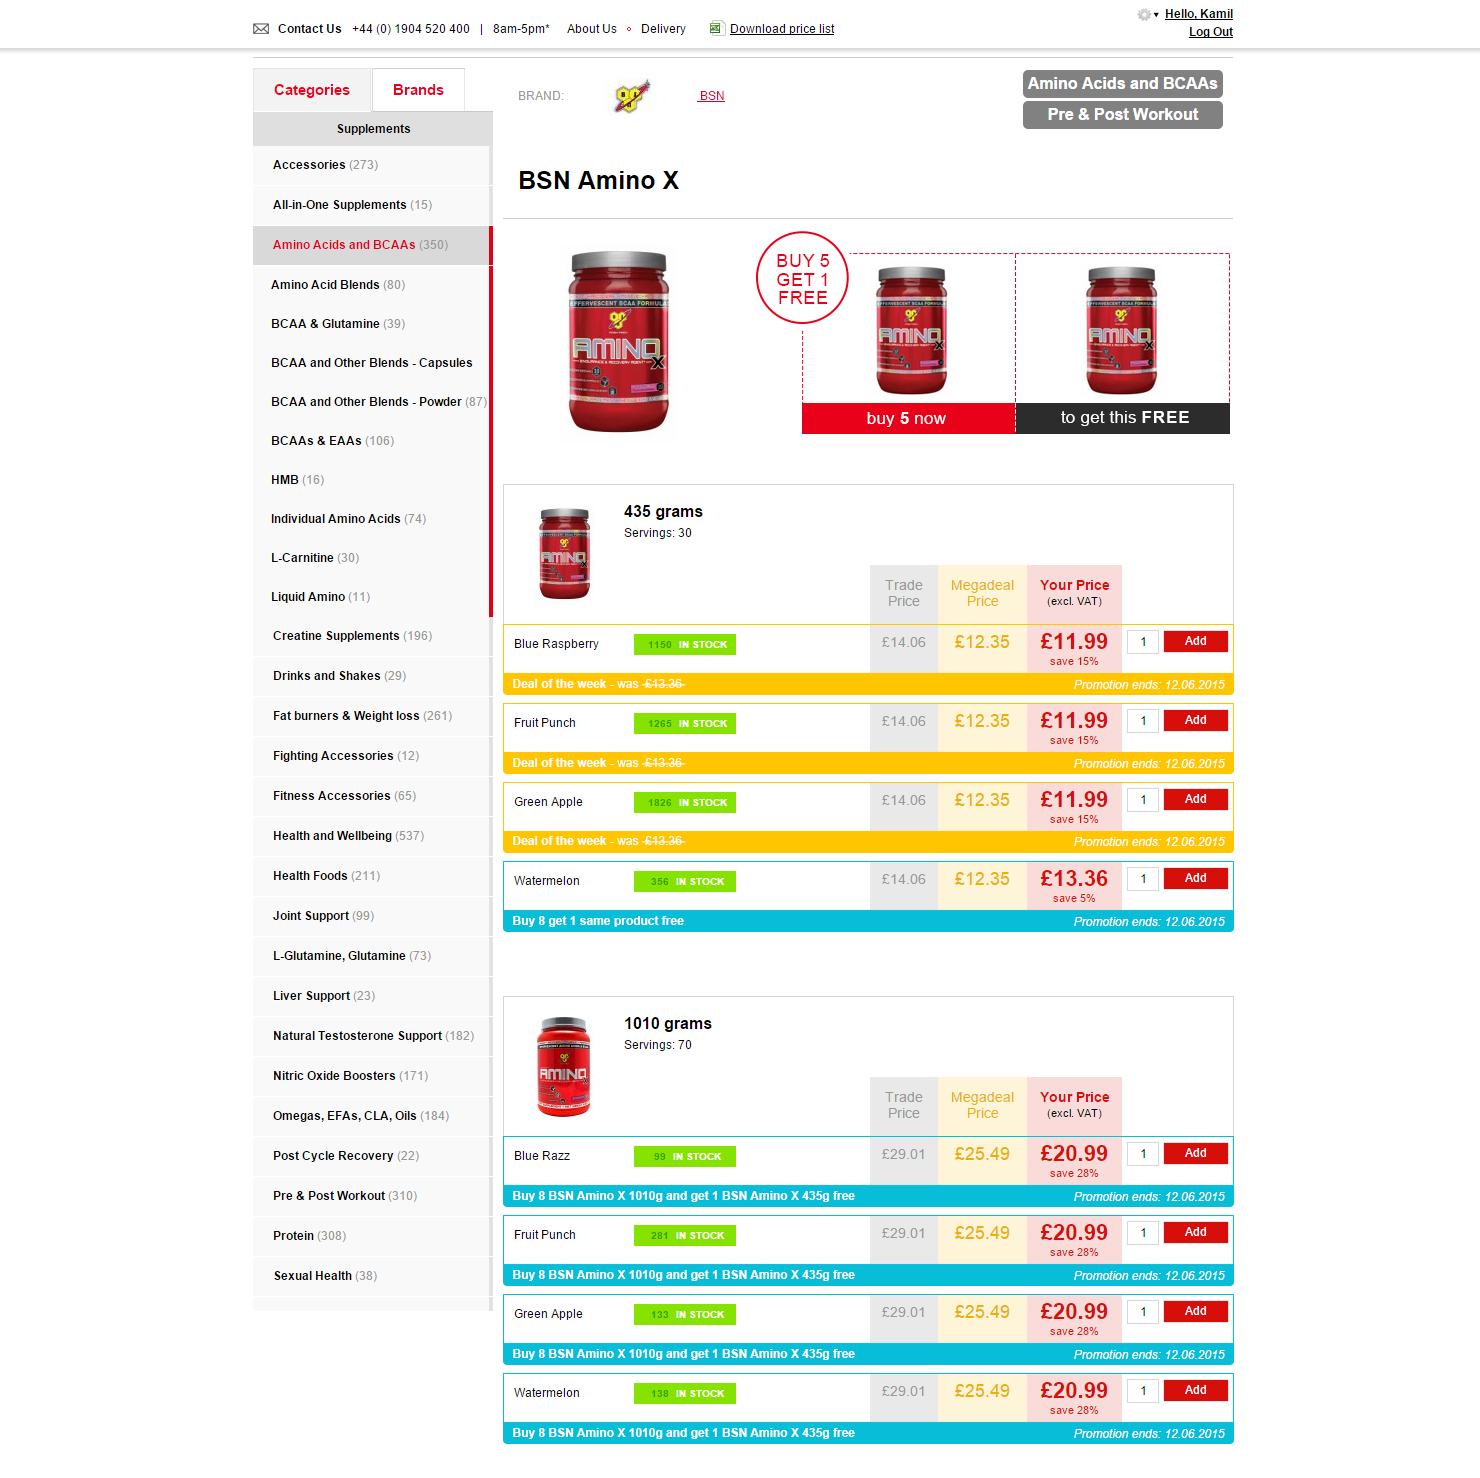 Contact Us +44 (0) 1904 520 400 | 8am-5pm* About Us Delivery Download price list
Hello, Kamil
Log Out
Categories Brands
Supplements
Accessories (273)
All-in-One Supplements (15)
Amino Acids and BCAAs (350)
Amino Acid Blends (80)
BCAA & Glutamine (39)
BCAA and Other Blends - Capsules
BCAA and Other Blends - Powder (87)
BCAAs & EAAs (106)
HMB (16)
Individual Amino Acids (74)
L-Carnitine (30)
Liquid Amino (11)
Creatine Supplements (196)
Drinks and Shakes (29)
Fat burners & Weight loss (261)
Fighting Accessories (12)
Fitness Accessories (65)
Health and Wellbeing (537)
Health Foods (211)
Joint Support (99)
L-Glutamine, Glutamine (73)
Liver Support (23)
Natural Testosterone Support (182)
Nitric Oxide Boosters (171)
Omegas, EFAs, CLA, Oils (184)
Post Cycle Recovery (22)
Pre & Post Workout (310)
Protein (308)
Sexual Health (38)
BRAND: BSN
Amino Acids and BCAAs
Pre & Post Workout
BSN Amino X
EFFERVESCENT BCAA FORMULA
AMINO X
BUY 5
GET 1
FREE
AMINO X
AMINO X
buy 5 now
to get this FREE
435 grams
Servings: 30
AMINO X
Trade Price
Megadeal Price
Your Price
(excl. VAT)
Blue Raspberry 1150 IN STOCK £14.06 £12.35 £11.99 1 Add
save 15%
Deal of the week - was £13.36 Promotion ends: 12.06.2015
Fruit Punch 1265 IN STOCK £14.06 £12.35 £11.99 1 Add
save 15%
Deal of the week - was £13.36 Promotion ends: 12.06.2015
Green Apple 1826 IN STOCK £14.06 £12.35 £11.99 1 Add
save 15%
Deal of the week - was £13.36 Promotion ends: 12.06.2015
Watermelon 356 IN STOCK £14.06 £12.35 £13.36 1 Add
save 5%
Buy 8 get 1 same product free Promotion ends: 12.06.2015
1010 grams
Servings: 70
AMINO X
Trade Price
Megadeal Price
Your Price
(excl. VAT)
Blue Razz 99 IN STOCK £29.01 £25.49 £20.99 1 Add
save 28%
Buy 8 BSN Amino X 1010g and get 1 BSN Amino X 435g free Promotion ends: 12.06.2015
Fruit Punch 281 IN STOCK £29.01 £25.49 £20.99 1 Add
save 28%
Buy 8 BSN Amino X 1010g and get 1 BSN Amino X 435g free Promotion ends: 12.06.2015
Green Apple 133 IN STOCK £29.01 £25.49 £20.99 1 Add
save 28%
Buy 8 BSN Amino X 1010g and get 1 BSN Amino X 435g free Promotion ends: 12.06.2015
Watermelon 138 IN STOCK £29.01 £25.49 £20.99 1 Add
save 28%
Buy 8 BSN Amino X 1010g and get 1 BSN Amino X 435g free Promotion ends: 12.06.2015